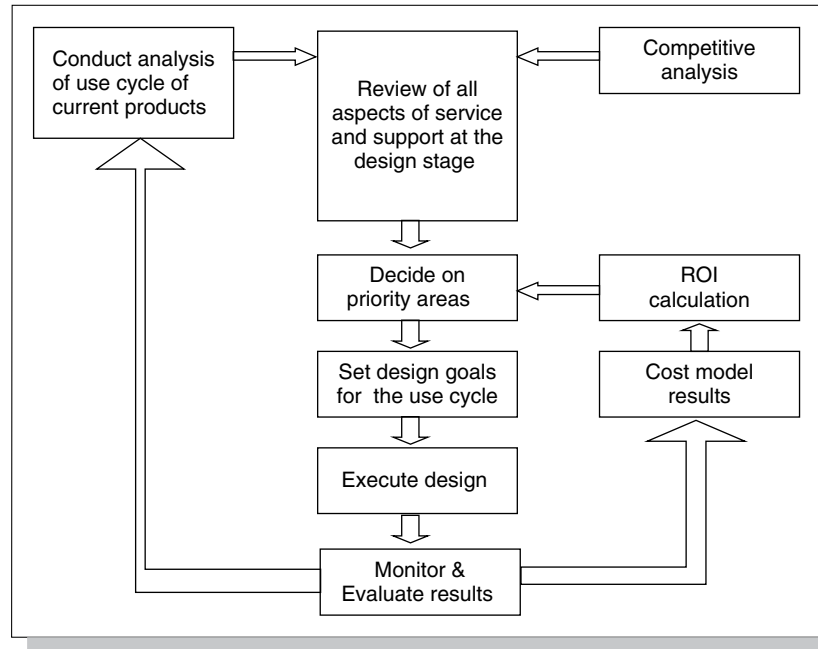 Conduct analysis
of use cycle of
current products
Review of all
aspects of service
and support at the
design stage
Competitive
analysis
Decide on
priority areas
ROI
calculation
Set design goals
for the use cycle
Cost model
results
Execute design
Monitor &
Evaluate results